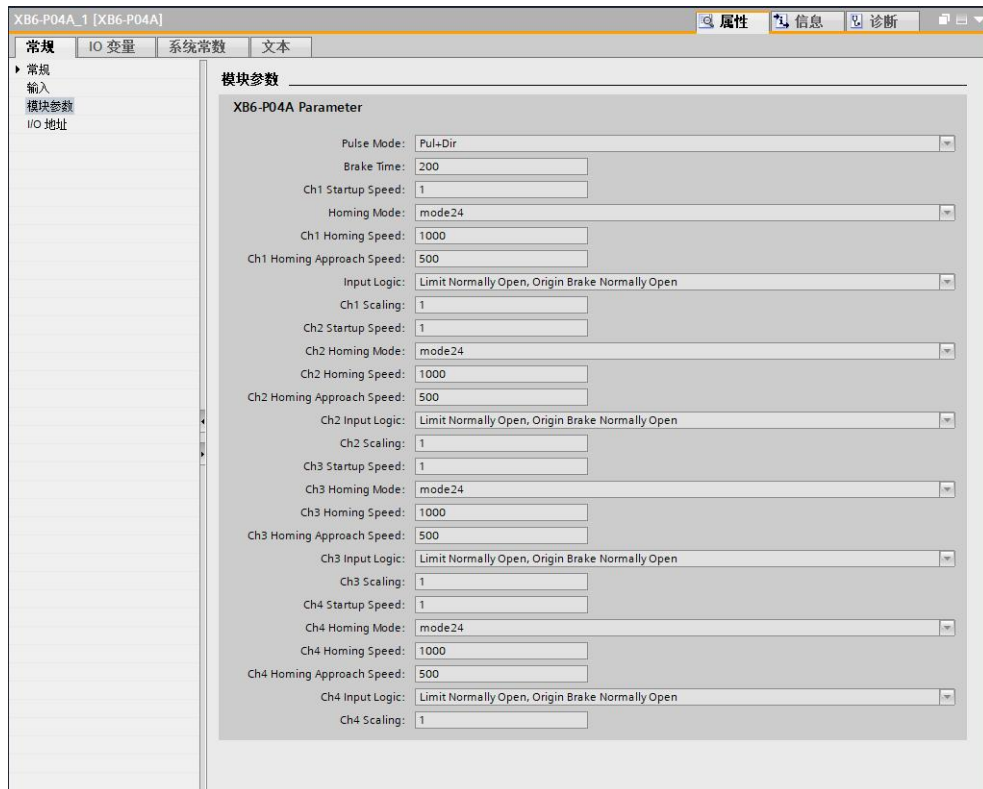 XB6-P04A_1 [XB6-P04A]
属性 信息 诊断
常规 IO 变量 系统常数 文本
常规
输入
模块参数
I/O 地址
模块参数
XB6-P04A Parameter
Pulse Mode: Pul+Dir
Brake Time: 200
Ch1 Startup Speed: 1
Homing Mode: mode24
Ch1 Homing Speed: 1000
Ch1 Homing Approach Speed: 500
Input Logic: Limit Normally Open, Origin Brake Normally Open
Ch1 Scaling: 1
Ch2 Startup Speed: 1
Ch2 Homing Mode: mode24
Ch2 Homing Speed: 1000
Ch2 Homing Approach Speed: 500
Ch2 Input Logic: Limit Normally Open, Origin Brake Normally Open
Ch2 Scaling: 1
Ch3 Startup Speed: 1
Ch3 Homing Mode: mode24
Ch3 Homing Speed: 1000
Ch3 Homing Approach Speed: 500
Ch3 Input Logic: Limit Normally Open, Origin Brake Normally Open
Ch3 Scaling: 1
Ch4 Startup Speed: 1
Ch4 Homing Mode: mode24
Ch4 Homing Speed: 1000
Ch4 Homing Approach Speed: 500
Ch4 Input Logic: Limit Normally Open, Origin Brake Normally Open
Ch4 Scaling: 1